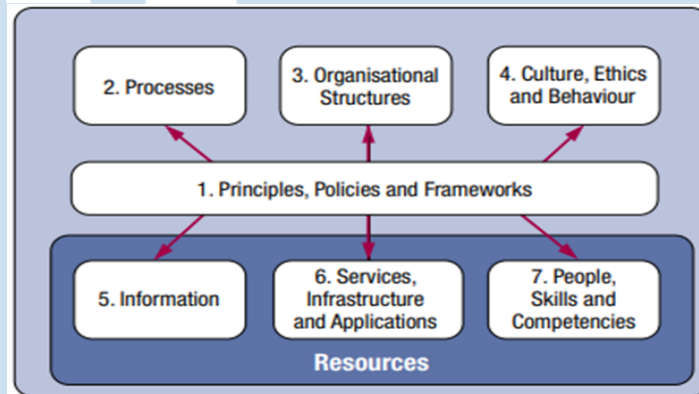 2. Processes
3. Organisational
Structures
4. Culture, Ethics
and Behaviour
1. Principles, Policies and Frameworks
5. Information
6. Services,
Infrastructure
and Applications
7. People,
Skills and
Competencies
Resources